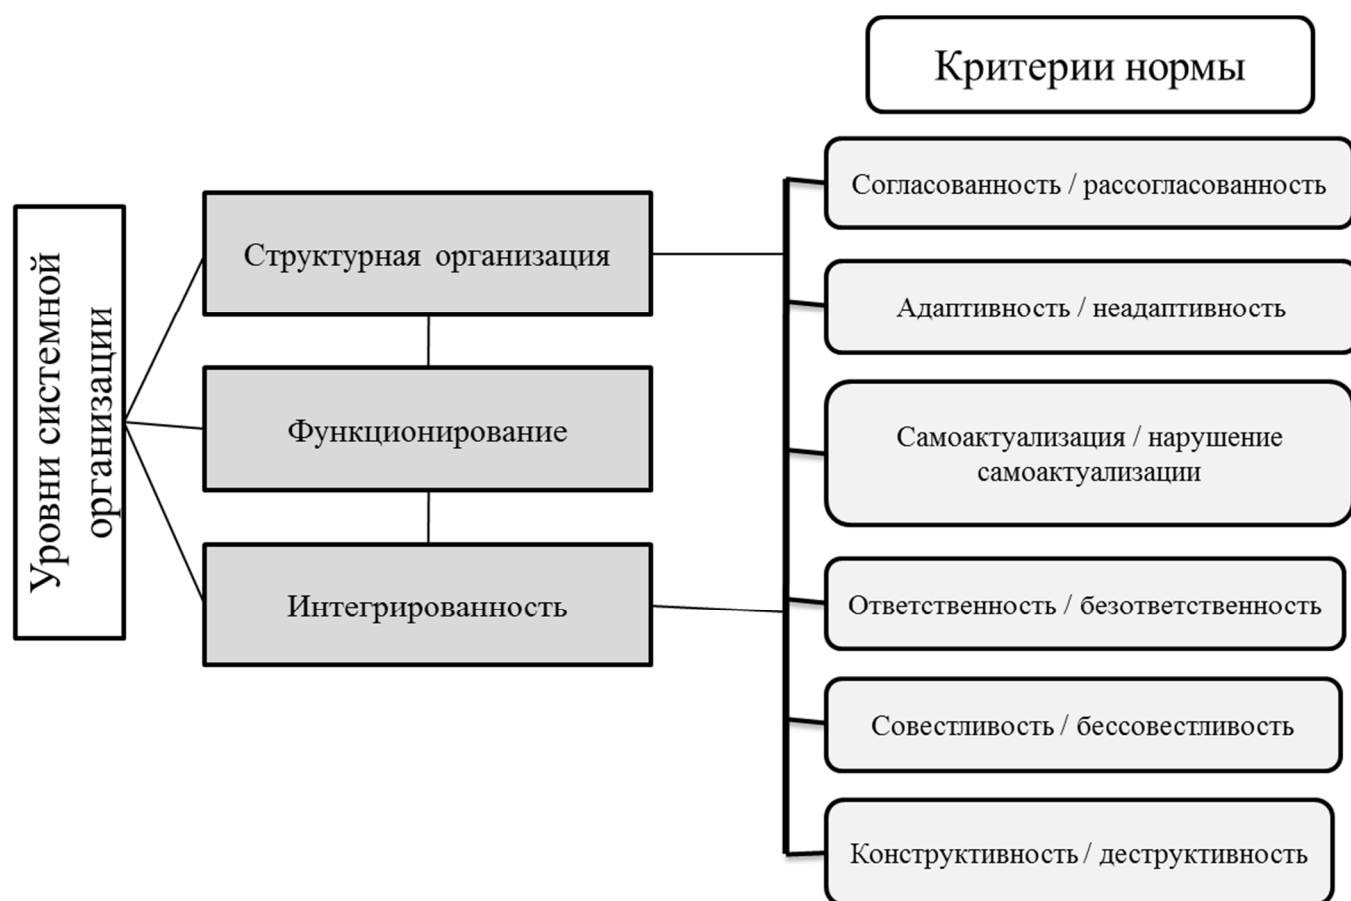 Критерии нормы
Уровни системной
организации
Структурная организация
Функционирование
Интегрированность
Согласованность / рассогласованность
Адаптивность / неадаптивность
Самоактуализация / нарушение
самоактуализации
Ответственность / безответственность
Совестливость / бессовестливость
Конструктивность / деструктивность